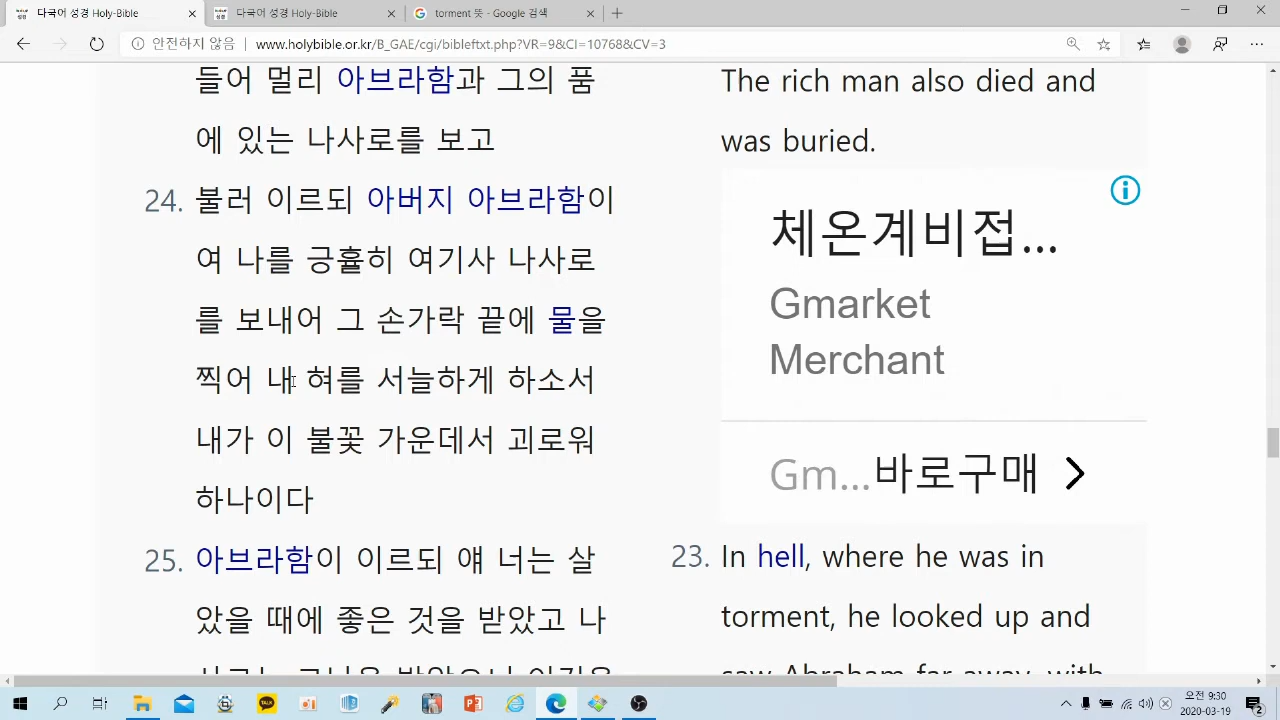 다국어 성경 Holy-Bible
다국어 성경 Holy-Bible
torment 뜻 - Google 검색
안전하지 않음
www.holybible.or.kr/B_GAE/cgi/bibleftxt.php?VR=9&CI=10768&CV=3
들어 멀리 아브라함과 그의 품
에 있는 나사로를 보고
24. 불러 이르되 아버지 아브라함이
여 나를 긍휼히 여기사 나사로
를 보내어 그 손가락 끝에 물을
찍어 내 혀를 서늘하게 하소서
내가 이 불꽃 가운데서 괴로워
하나이다
25. 아브라함이 이르되 얘 너는 살
았을 때에 좋은 것을 받았고 나
The rich man also died and
was buried.
체온계비접...
Gmarket
Merchant
Gm...바로구매
23. In hell, where he was in
torment, he looked up and
saw Abraham far away, with
TALK
오전 9:30
2020-03-19
2